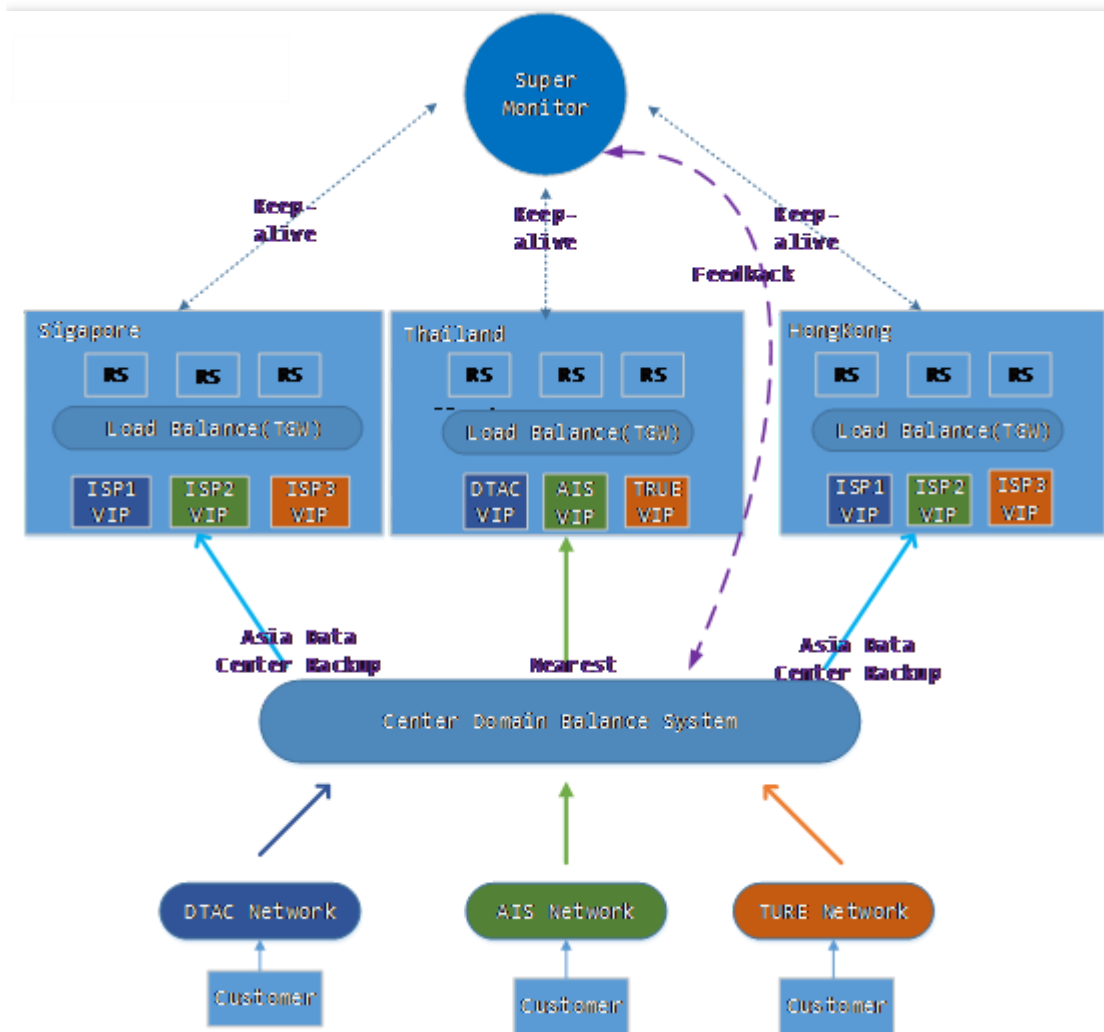 Super
Monitor
Keep-
alive
Keep-
alive
Keep-
alive
Feedback
Sigapore
RS
RS
RS
Load Balance(TGW)
ISP1
VIP
ISP2
VIP
ISP3
VIP
Thailand
RS
RS
RS
Load Balance(TGW)
DTAC
VIP
AIS
VIP
TRUE
VIP
HongKong
RS
RS
RS
Load Balance(TGW)
ISP1
VIP
ISP2
VIP
ISP3
VIP
Asia Data
Center Backup
Nearest
Asia Data
Center Backup
Center Domain Balance System
DTAC Network
AIS Network
TURE Network
Customer
Customer
Customer